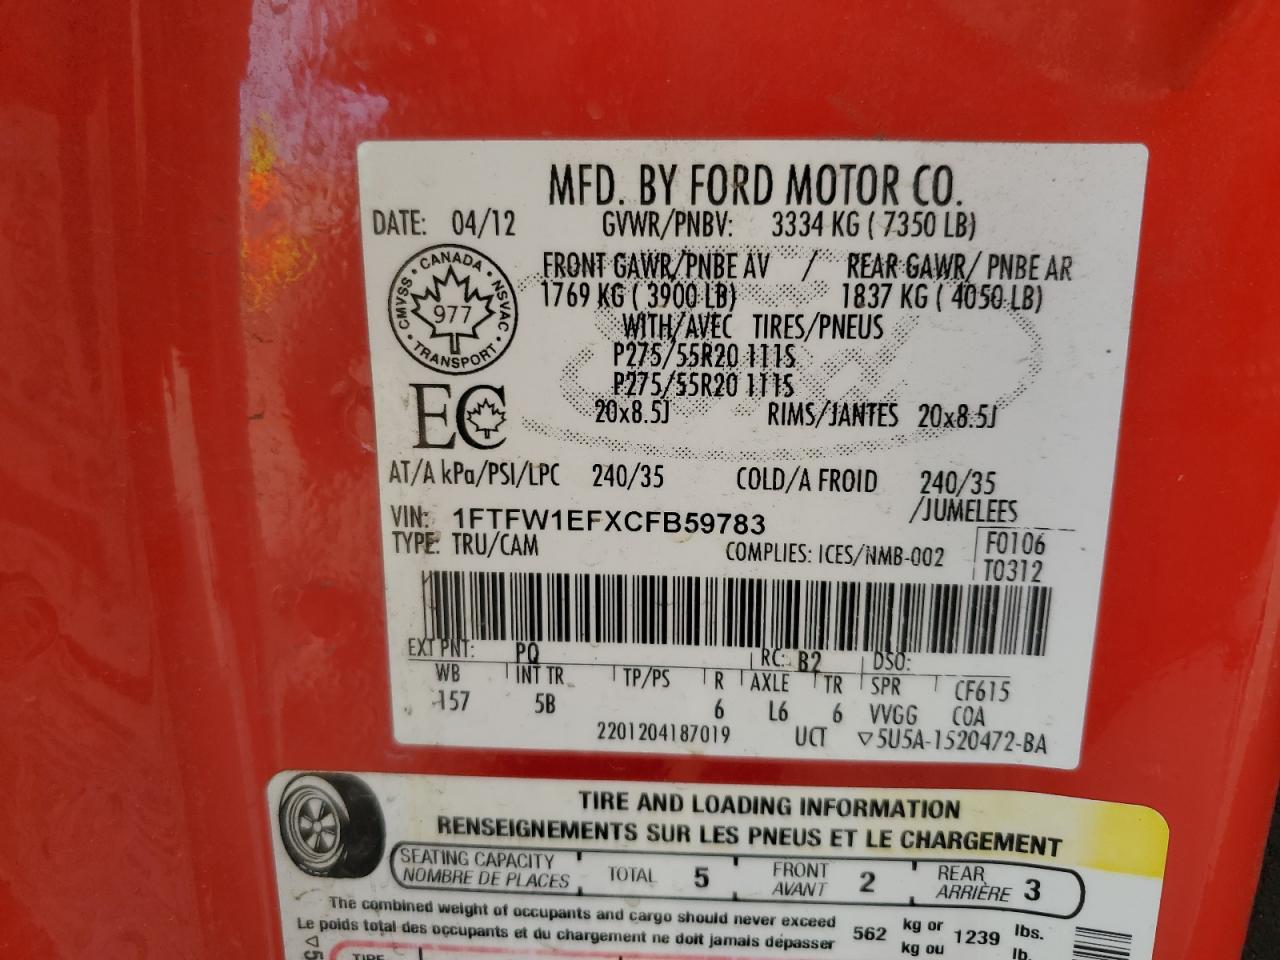 MFD. BY FORD MOTOR CO.
DATE: 04/12 GVWR/PNBV: 3334 KG ( 7350 LB)
FRONT GAWR/PNBE AV / REAR GAWR/ PNBE AR
1769 KG ( 3900 LB) 1837 KG ( 4050 LB)
WITH/AVEC TIRES/PNEUS
P275/55R20 111S
P275/55R20 111S
20x8.5J RIMS/JANTES 20x8.5J
CANADA
CMVSS 977 NSVAC
TRANSPORT
EC
AT/A kPa/PSI/LPC 240/35 COLD/A FROID 240/35
/JUMELEES
VIN: 1FTFW1EFXCFB59783
TYPE: TRU/CAM COMPLIES: ICES/NMB-002
F0106
T0312
EXT PNT: PQ RC: B2 DSO:
WB INT TR TP/PS R AXLE TR SPR CF615
157 5B 6 L6 6 VVGG COA
2201204187019 UCT ▽5U5A-1520472-BA
TIRE AND LOADING INFORMATION
RENSEIGNEMENTS SUR LES PNEUS ET LE CHARGEMENT
SEATING CAPACITY
NOMBRE DE PLACES
TOTAL 5
FRONT
AVANT 2
REAR
ARRIÈRE 3
The combined weight of occupants and cargo should never exceed
Le poids total des occupants et du chargement ne doit jamais dépasser
562 kg or
kg ou
1239 lbs.
lb.
▽5
TIRE